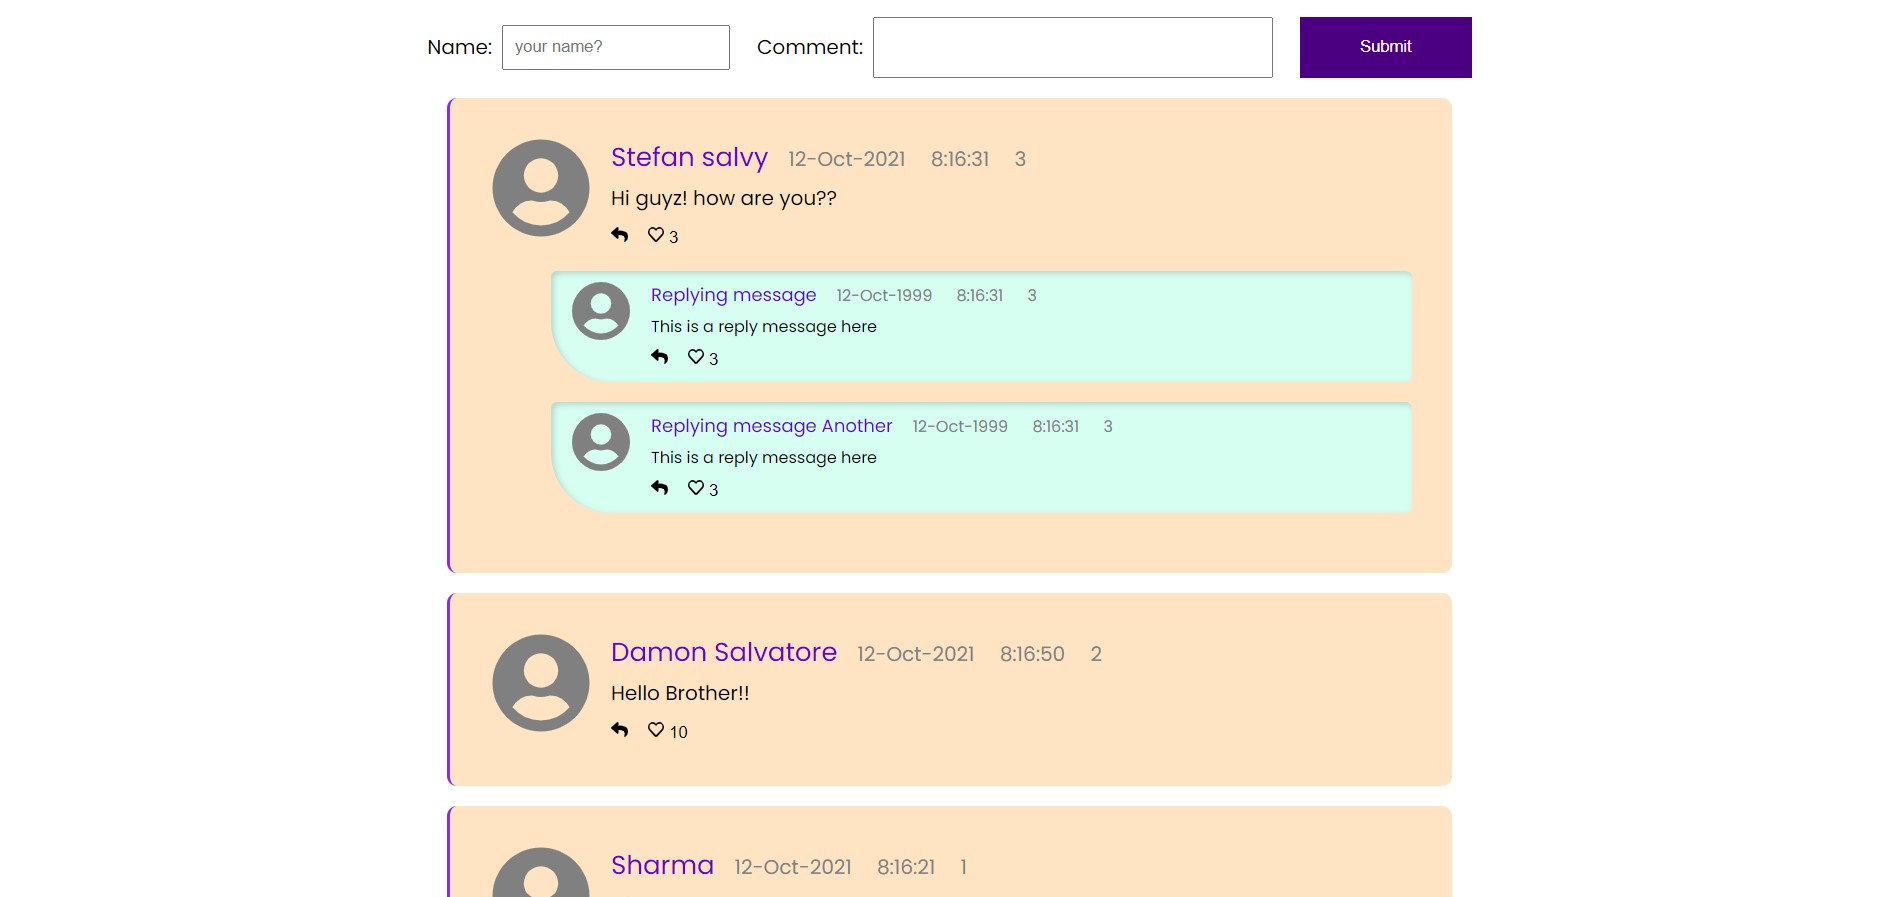 Name: your name? Comment: Submit
Stefan salvy 12-Oct-2021 8:16:31 3
Hi guyz! how are you??
3
Replying message 12-Oct-1999 8:16:31 3
This is a reply message here
3
Replying message Another 12-Oct-1999 8:16:31 3
This is a reply message here
3
Damon Salvatore 12-Oct-2021 8:16:50 2
Hello Brother!!
10
Sharma 12-Oct-2021 8:16:21 1